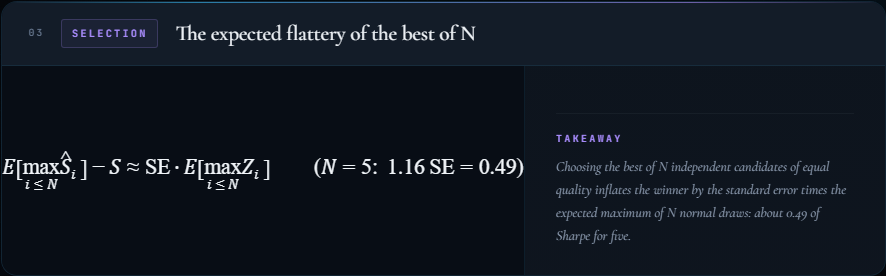 03 SELECTION The expected flattery of the best of N
E[max_{i ≤ N} Ŝ_i] − S ≈ SE · E[max_{i ≤ N} Z_i]   (N = 5: 1.16 SE = 0.49)
TAKEAWAY
Choosing the best of N independent candidates of equal
quality inflates the winner by the standard error times the
expected maximum of N normal draws: about 0.49 of
Sharpe for five.